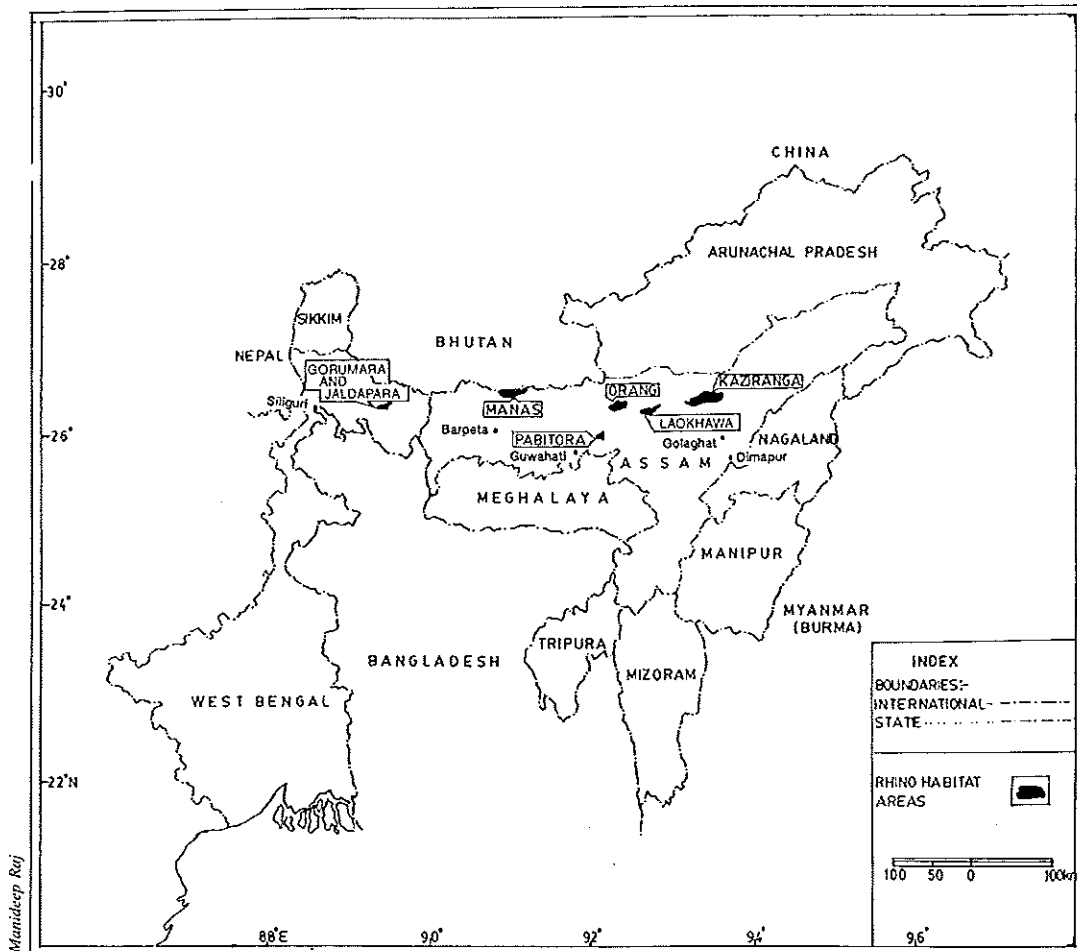 30°
CHINA
28°
ARUNACHAL PRADESH
SIKKIM
BHUTAN
NEPAL
GORUMARA
AND
JALDAPARA
KAZIRANGA
ORANG
MANAS
Siliguri
LAOKHAWA
26°
Barpeta
PABITORA
Golaghat
NAGALAND
Guwahati
ASSAM
Dimapur
MEGHALAYA
MANIPUR
24°
MYANMAR
(BURMA)
TRIPURA
BANGLADESH
MIZORAM
WEST BENGAL
INDEX
BOUNDARIES:-
INTERNATIONAL
STATE
22°N
RHINO HABITAT
AREAS
100 50 0 100km
88°E 90° 92° 94° 96°
Manideep Raj